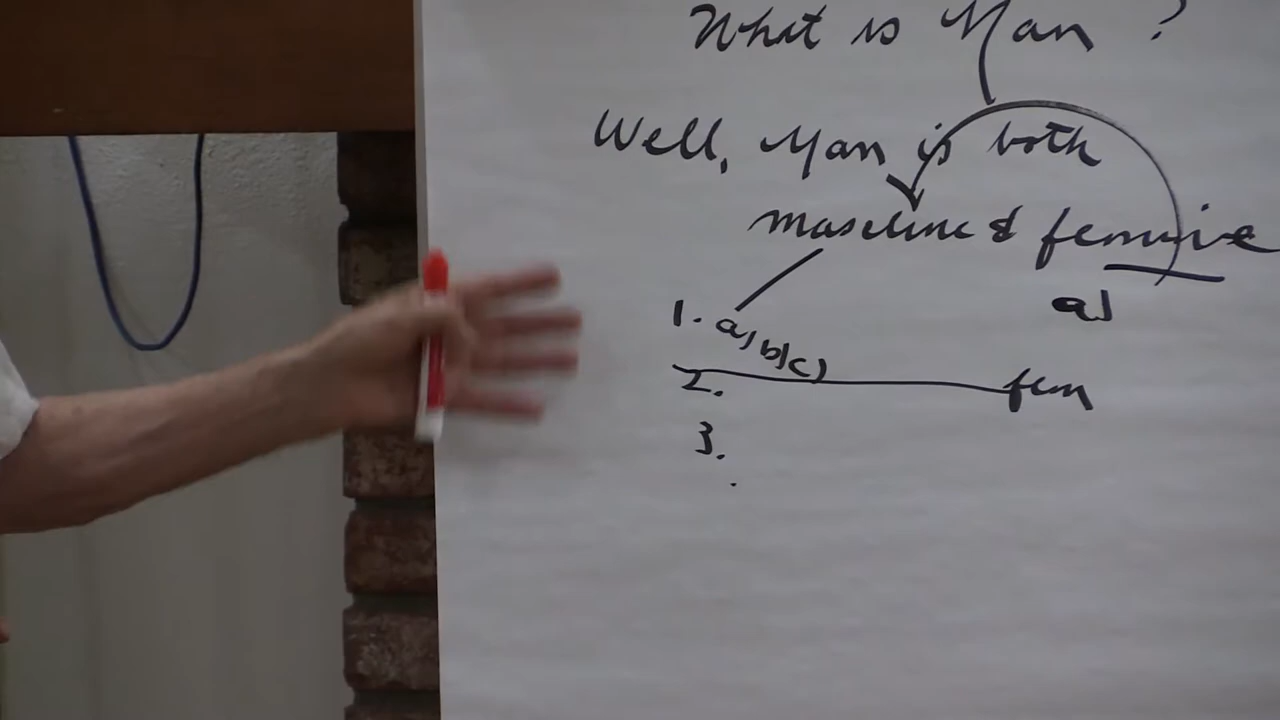 What is Man ?
Well, Man is both
masculine & feminine
1. a) b) c)
a)
2. fem
3.
.